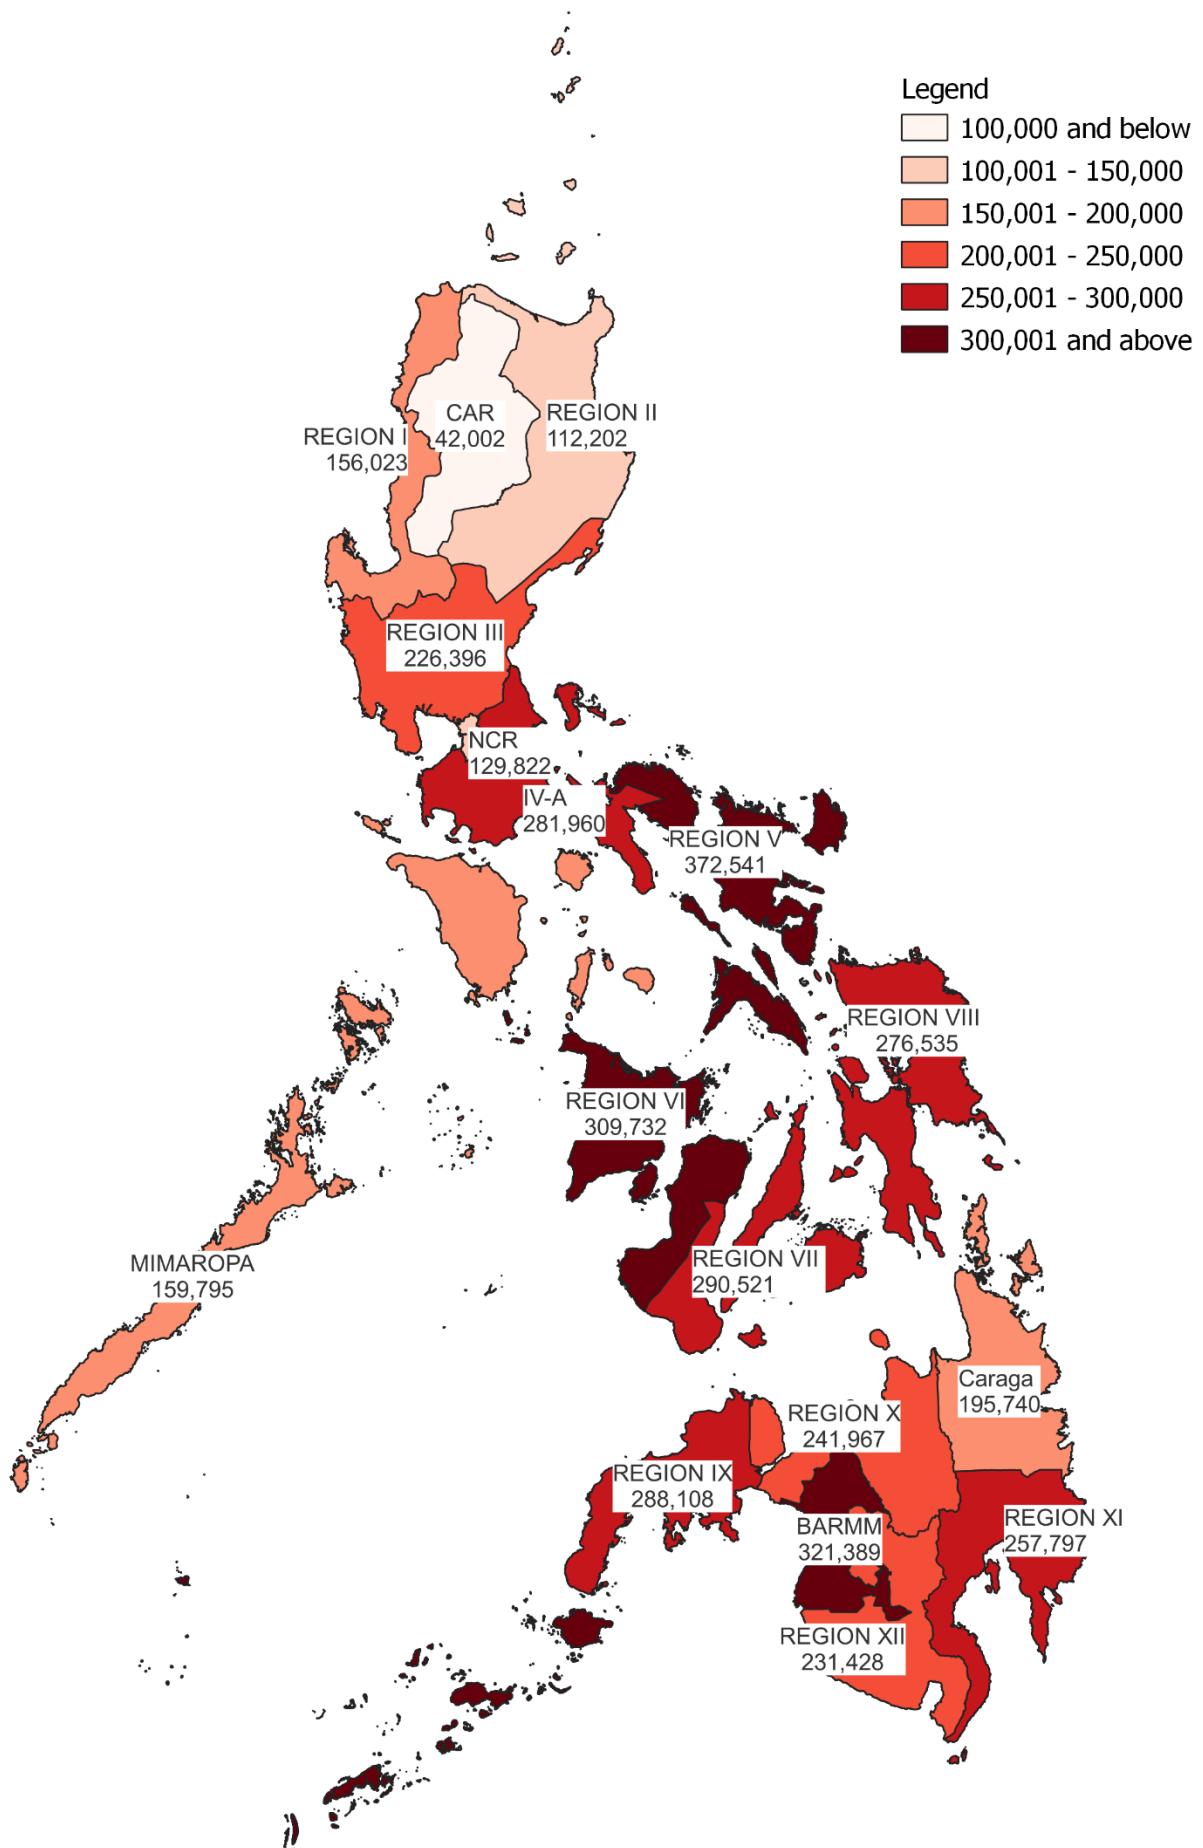 Legend
100,000 and below
100,001 - 150,000
150,001 - 200,000
200,001 - 250,000
250,001 - 300,000
300,001 and above
CAR
42,002
REGION II
112,202
REGION I
156,023
REGION III
226,396
NCR
129,822
IV-A
281,960
REGION V
372,541
REGION VIII
276,535
REGION VI
309,732
MIMAROPA
159,795
REGION VII
290,521
Caraga
195,740
REGION X
241,967
REGION IX
288,108
BARMM
321,389
REGION XI
257,797
REGION XII
231,428